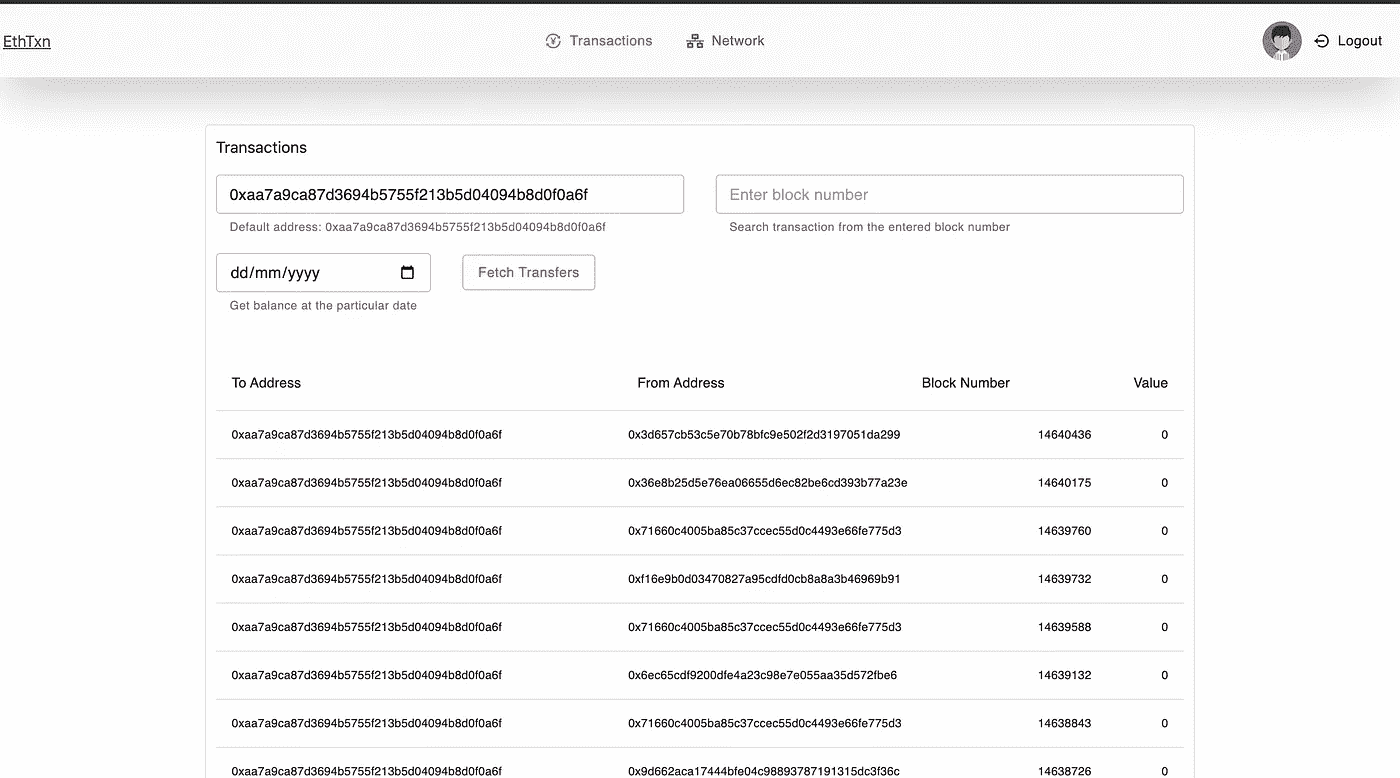 EthTxn Transactions Network Logout
Transactions
0xaa7a9ca87d3694b5755f213b5d04094b8d0f0a6f Enter block number
Default address: 0xaa7a9ca87d3694b5755f213b5d04094b8d0f0a6f Search transaction from the entered block number
dd/mm/yyyy Fetch Transfers
Get balance at the particular date
To Address From Address Block Number Value
0xaa7a9ca87d3694b5755f213b5d04094b8d0f0a6f 0x3d657cb53c5e70b78bfc9e502f2d3197051da299 14640436 0
0xaa7a9ca87d3694b5755f213b5d04094b8d0f0a6f 0x36e8b25d5e76ea06655d6ec82be6cd393b77a23e 14640175 0
0xaa7a9ca87d3694b5755f213b5d04094b8d0f0a6f 0x71660c4005ba85c37ccec55d0c4493e66fe775d3 14639760 0
0xaa7a9ca87d3694b5755f213b5d04094b8d0f0a6f 0xf16e9b0d03470827a95cdfd0cb8a8a3b46969b91 14639732 0
0xaa7a9ca87d3694b5755f213b5d04094b8d0f0a6f 0x71660c4005ba85c37ccec55d0c4493e66fe775d3 14639588 0
0xaa7a9ca87d3694b5755f213b5d04094b8d0f0a6f 0x6ec65cdf9200dfe4a23c98e7e055aa35d572fbe6 14639132 0
0xaa7a9ca87d3694b5755f213b5d04094b8d0f0a6f 0x71660c4005ba85c37ccec55d0c4493e66fe775d3 14638843 0
0xaa7a9ca87d3694b5755f213b5d04094b8d0f0a6f 0x9d662aca17444bfe04c98893787191315dc3f36c 14638726 0